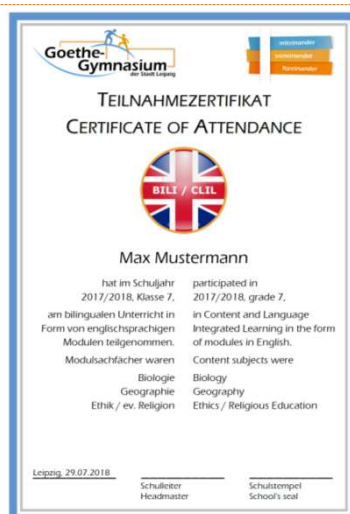 Goethe-
Gymnasium
der Stadt Leipzig
miteinander
voneinander
füreinander
TEILNAHMEZERTIFIKAT
CERTIFICATE OF ATTENDANCE
BILI / CLIL
Max Mustermann
hat im Schuljahr
2017/2018, Klasse 7,
am bilingualen Unterricht in
Form von englischsprachigen
Modulen teilgenommen.
Modulsachfächer waren
Biologie
Geographie
Ethik / ev. Religion
participated in
2017/2018, grade 7,
in Content and Language
Integrated Learning in the form
of modules in English.
Content subjects were
Biology
Geography
Ethics / Religious Education
Leipzig, 29.07.2018
Schulleiter
Headmaster
Schulstempel
School's seal